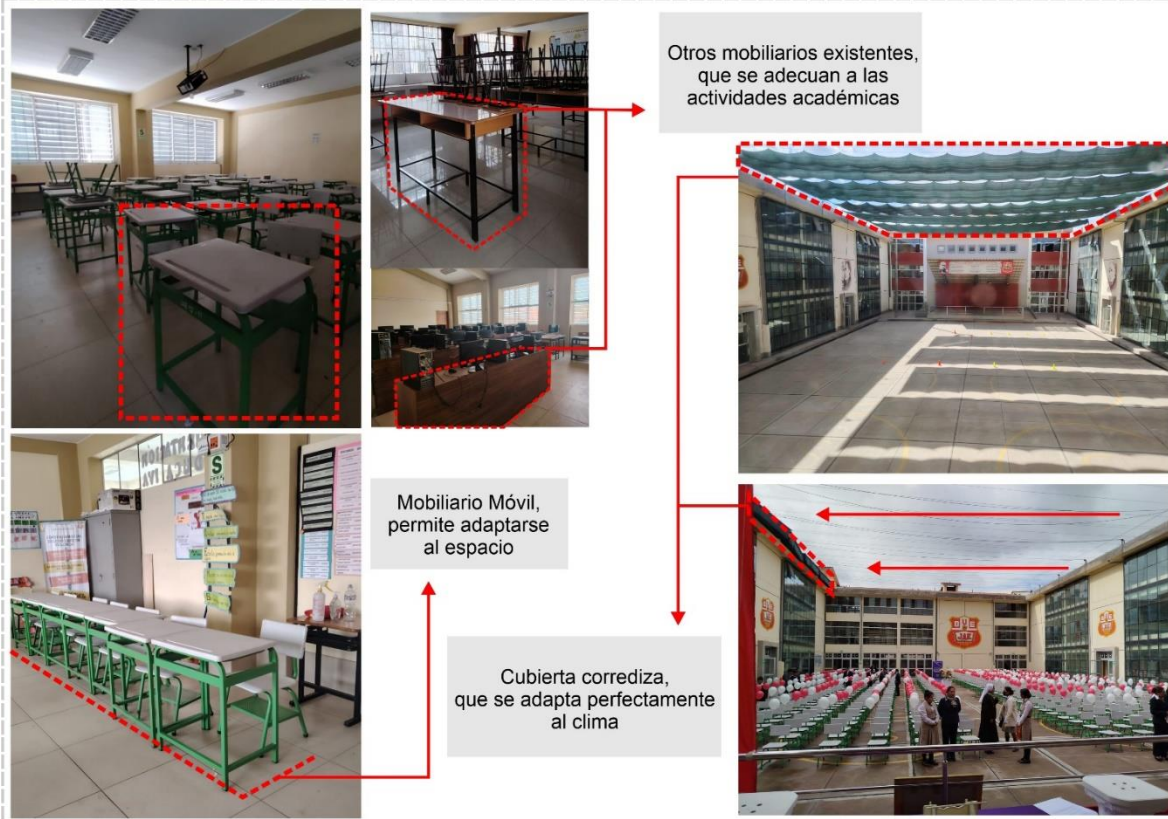 Otros mobiliarios existentes,
que se adecuan a las
actividades académicas
Mobiliario Móvil,
permite adaptarse
al espacio
S
Cubierta corrediza,
que se adapta perfectamente
al clima